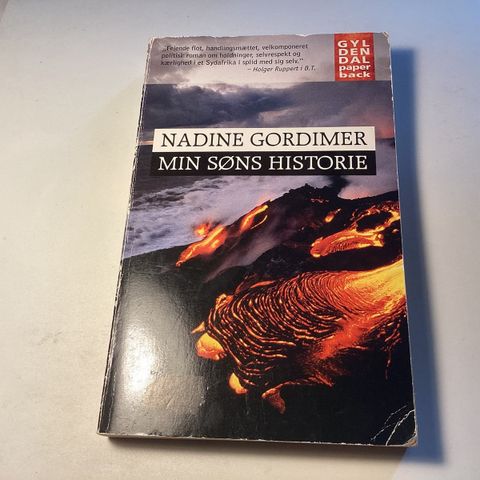 „Fejende flot, handlingsmættet, velkomponeret
politisk roman om holdninger, selvrespekt og
kærlighed i et Sydafrika i splid med sig selv."
– Holger Ruppert i B.T.
GYL
DEN
DAL
paper
back
NADINE GORDIMER
MIN SØNS HISTORIE